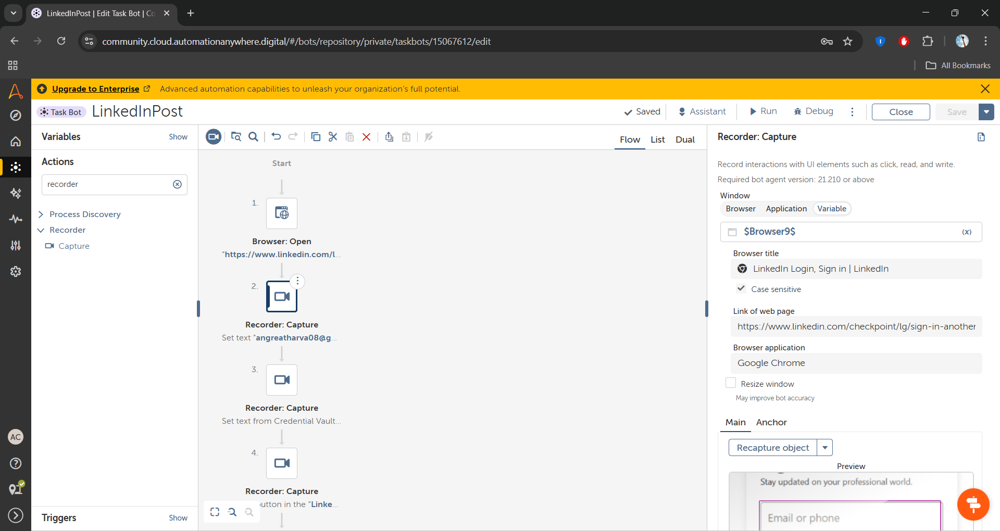 LinkedInPost | Edit Task Bot | Co
community.cloud.automationanywhere.digital/#/bots/repository/private/taskbots/15067612/edit
All Bookmarks
Upgrade to Enterprise Advanced automation capabilities to unleash your organization's full potential.
Task Bot LinkedInPost Saved Assistant Run Debug Close Save
Variables Show
Actions
recorder
Process Discovery
Recorder
Capture
Triggers Show
Flow List Dual
Start
1.
Browser: Open
"https://www.linkedin.com/l...
2.
Recorder: Capture
Set text "angreatharva08@g...
3.
Recorder: Capture
Set text from Credential Vault...
4.
Recorder: Capture
utton in the "Linke...
Recorder: Capture
Record interactions with UI elements such as click, read, and write.
Required bot agent version: 21.210 or above
Window
Browser Application Variable
$Browser9$ (x)
Browser title
LinkedIn Login, Sign in | LinkedIn
Case sensitive
Link of web page
https://www.linkedin.com/checkpoint/lg/sign-in-another
Browser application
Google Chrome
Resize window
May improve bot accuracy
Main Anchor
Recapture object
Preview
Stay updated on your professional world.
Email or phone
AC